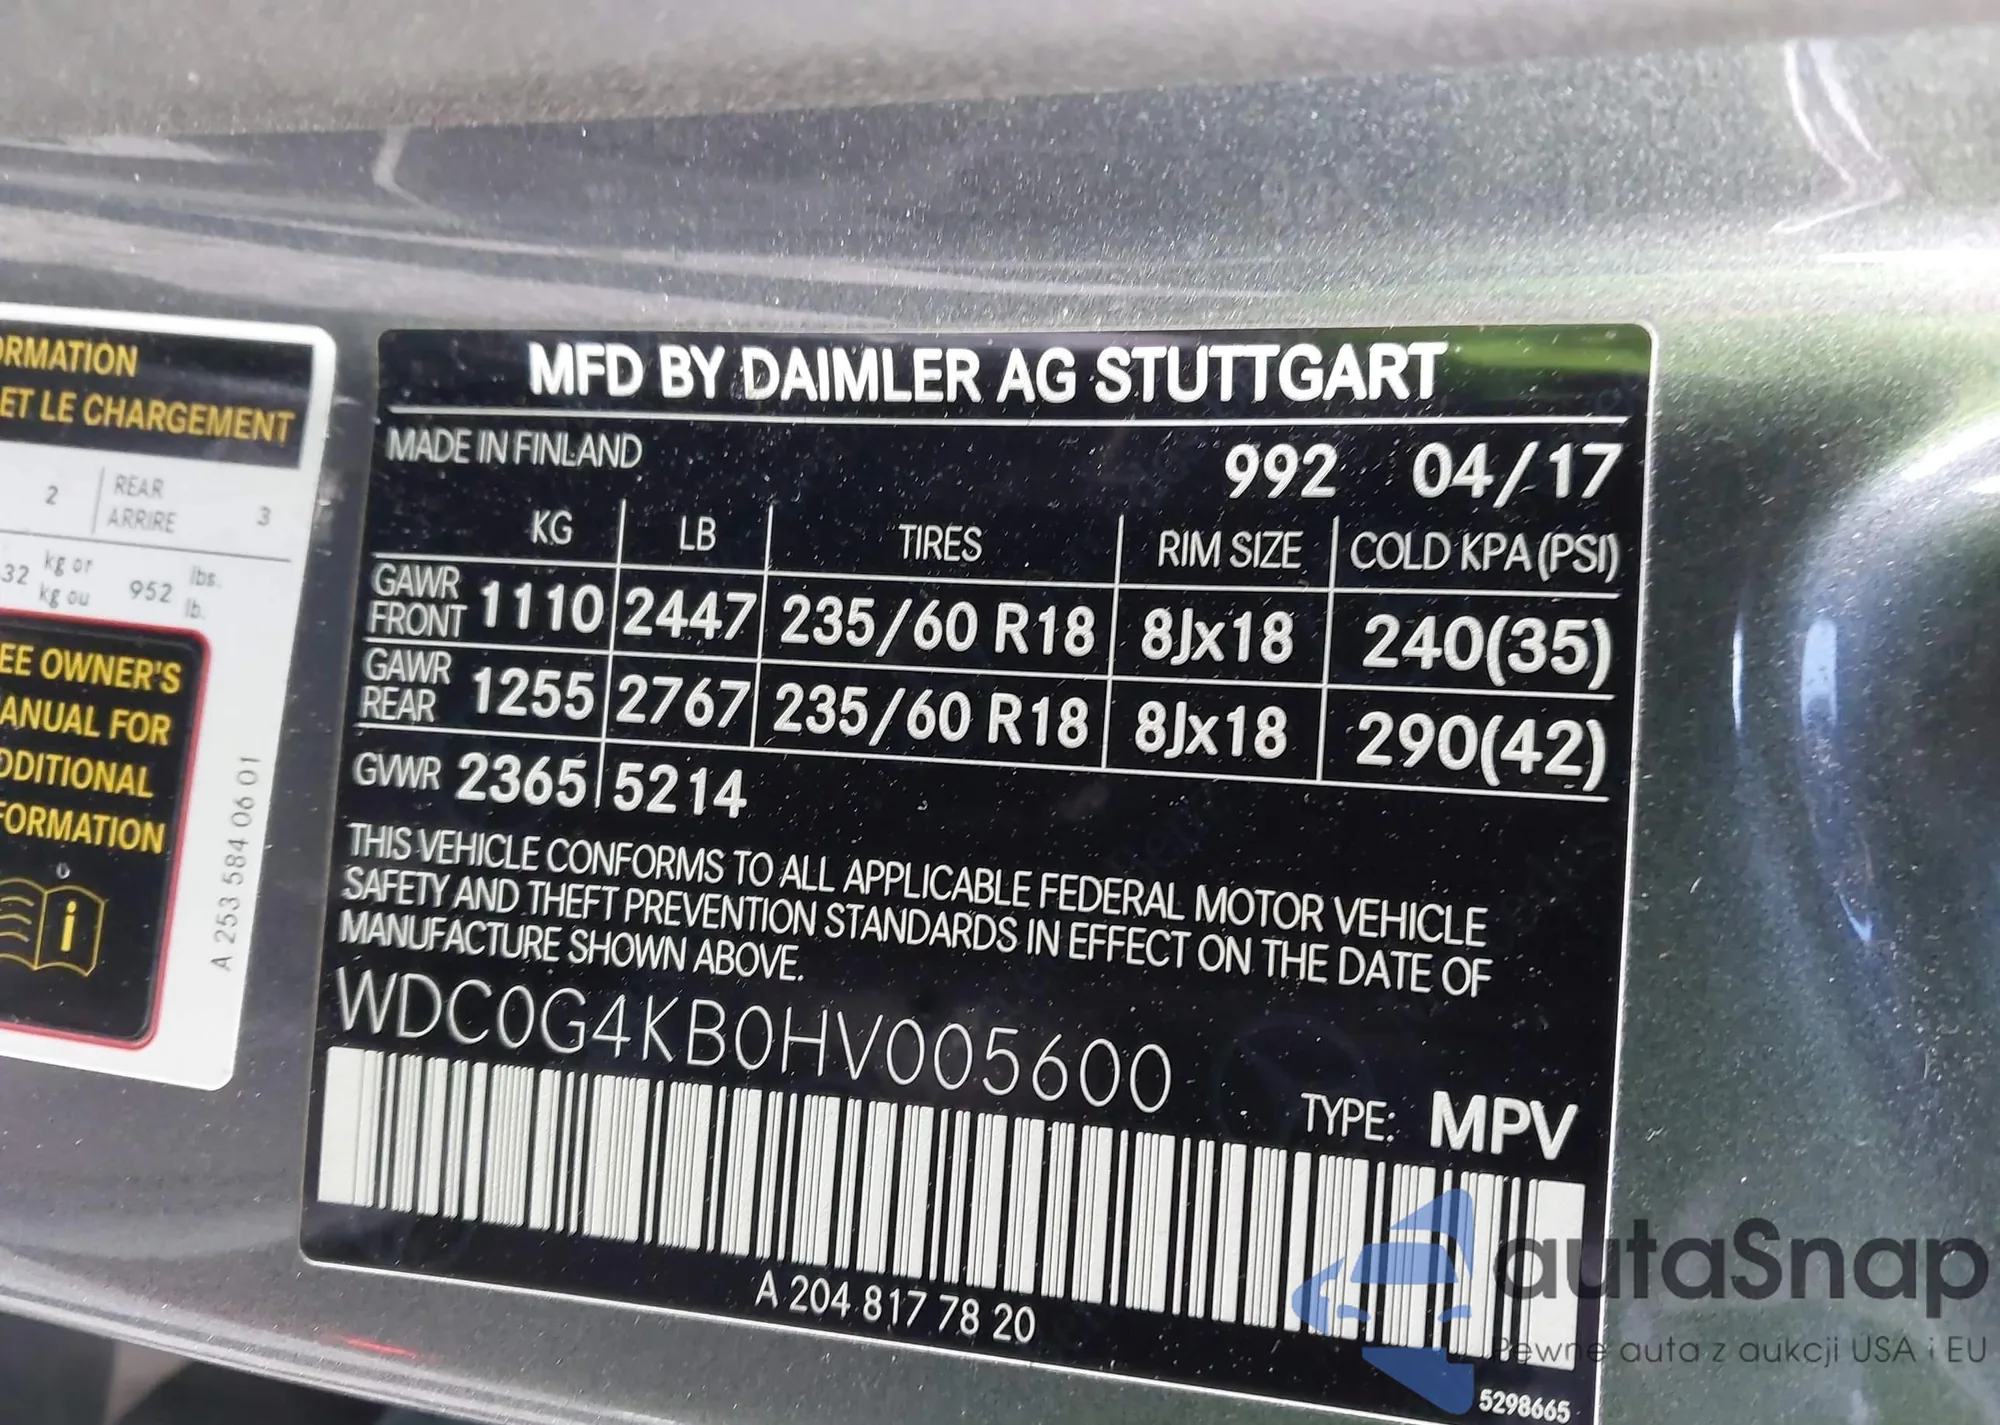 ORMATION
ET LE CHARGEMENT
2 REAR ARRIRE 3
32 kg or kg ou 952 lbs. lb.
EE OWNER'S
ANUAL FOR
DDITIONAL
FORMATION
i
A 253 584 06 01
MFD BY DAIMLER AG STUTTGART
MADE IN FINLAND 992 04/17
KG LB TIRES RIM SIZE COLD KPA (PSI)
GAWR FRONT 1110 2447 235/60 R18 8Jx18 240(35)
GAWR REAR 1255 2767 235/60 R18 8Jx18 290(42)
GVWR 2365 5214
THIS VEHICLE CONFORMS TO ALL APPLICABLE FEDERAL MOTOR VEHICLE
SAFETY AND THEFT PREVENTION STANDARDS IN EFFECT ON THE DATE OF
MANUFACTURE SHOWN ABOVE.
WDC0G4KB0HV005600
TYPE: MPV
A 204 817 78 20
5298665
autaSnap
Pewne auta z aukcji USA i EU